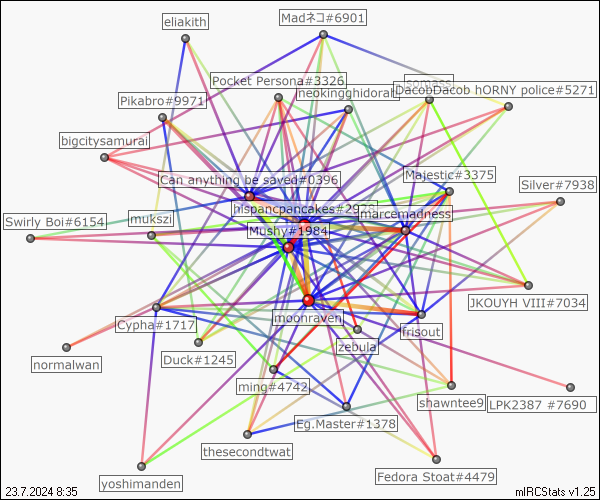 eliakith
Madネコ#6901
Pocket Persona#3326
neokingghidorah
DacobDacob hORNY police#5271
Pikabro#9971
bigcitysamurai
Can anything be saved#0396
Majestic#3375
Silver#7938
marcemadness
Swirly Boi#6154
mukszi
Mushy#1984
JKOUYH VIII#7034
Cypha#1717
moonraven
frisout
zebula
Duck#1245
normalwan
ming#4742
shawntee9
LPK2387 #7690
Eg.Master#1378
thesecondtwat
Fedora Stoat#4479
yoshimanden
23.7.2024 8:35
mIRCStats v1.25